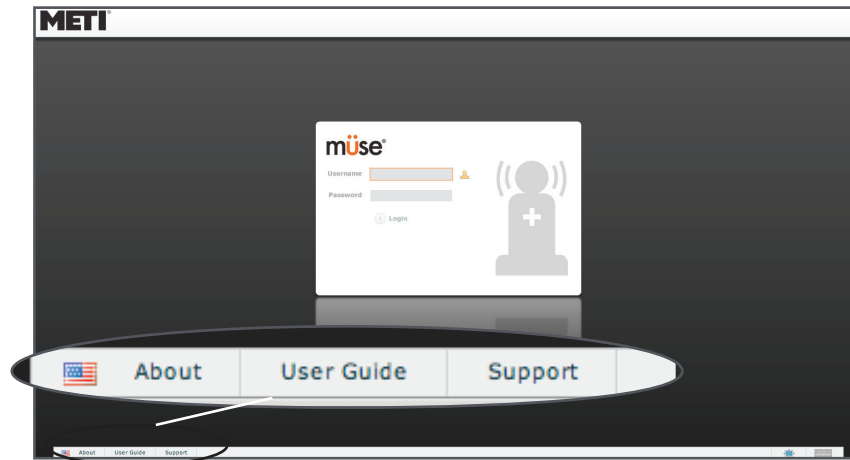 METI®
müse®
Username
Password
Login
About User Guide Support
About User Guide Support